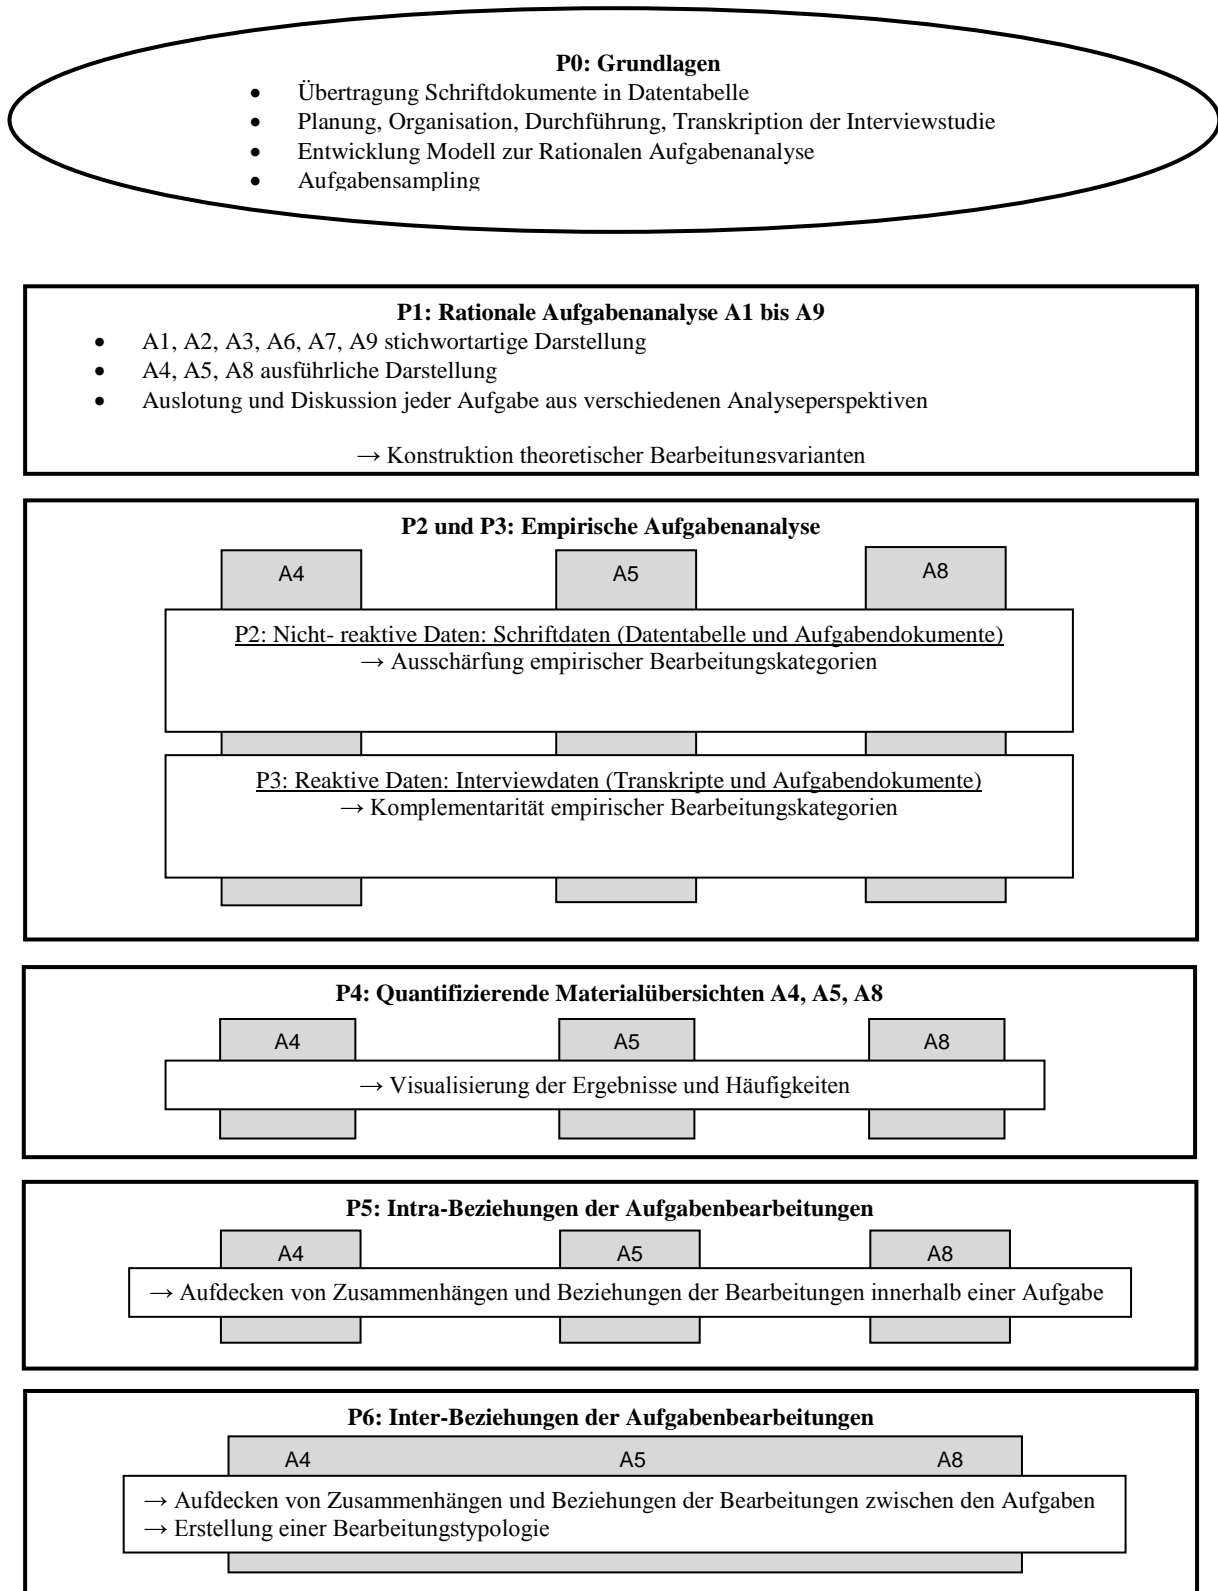 P0: Grundlagen
• Übertragung Schriftdokumente in Datentabelle
• Planung, Organisation, Durchführung, Transkription der Interviewstudie
• Entwicklung Modell zur Rationalen Aufgabenanalyse
• Aufgabensampling
P1: Rationale Aufgabenanalyse A1 bis A9
• A1, A2, A3, A6, A7, A9 stichwortartige Darstellung
• A4, A5, A8 ausführliche Darstellung
• Auslotung und Diskussion jeder Aufgabe aus verschiedenen Analyseperspektiven
→ Konstruktion theoretischer Bearbeitungsvarianten
P2 und P3: Empirische Aufgabenanalyse
A4 A5 A8
P2: Nicht- reaktive Daten: Schriftdaten (Datentabelle und Aufgabendokumente)
→ Ausschärfung empirischer Bearbeitungskategorien
P3: Reaktive Daten: Interviewdaten (Transkripte und Aufgabendokumente)
→ Komplementarität empirischer Bearbeitungskategorien
P4: Quantifizierende Materialübersichten A4, A5, A8
A4 A5 A8
→ Visualisierung der Ergebnisse und Häufigkeiten
P5: Intra-Beziehungen der Aufgabenbearbeitungen
A4 A5 A8
→ Aufdecken von Zusammenhängen und Beziehungen der Bearbeitungen innerhalb einer Aufgabe
P6: Inter-Beziehungen der Aufgabenbearbeitungen
A4 A5 A8
→ Aufdecken von Zusammenhängen und Beziehungen der Bearbeitungen zwischen den Aufgaben
→ Erstellung einer Bearbeitungstypologie